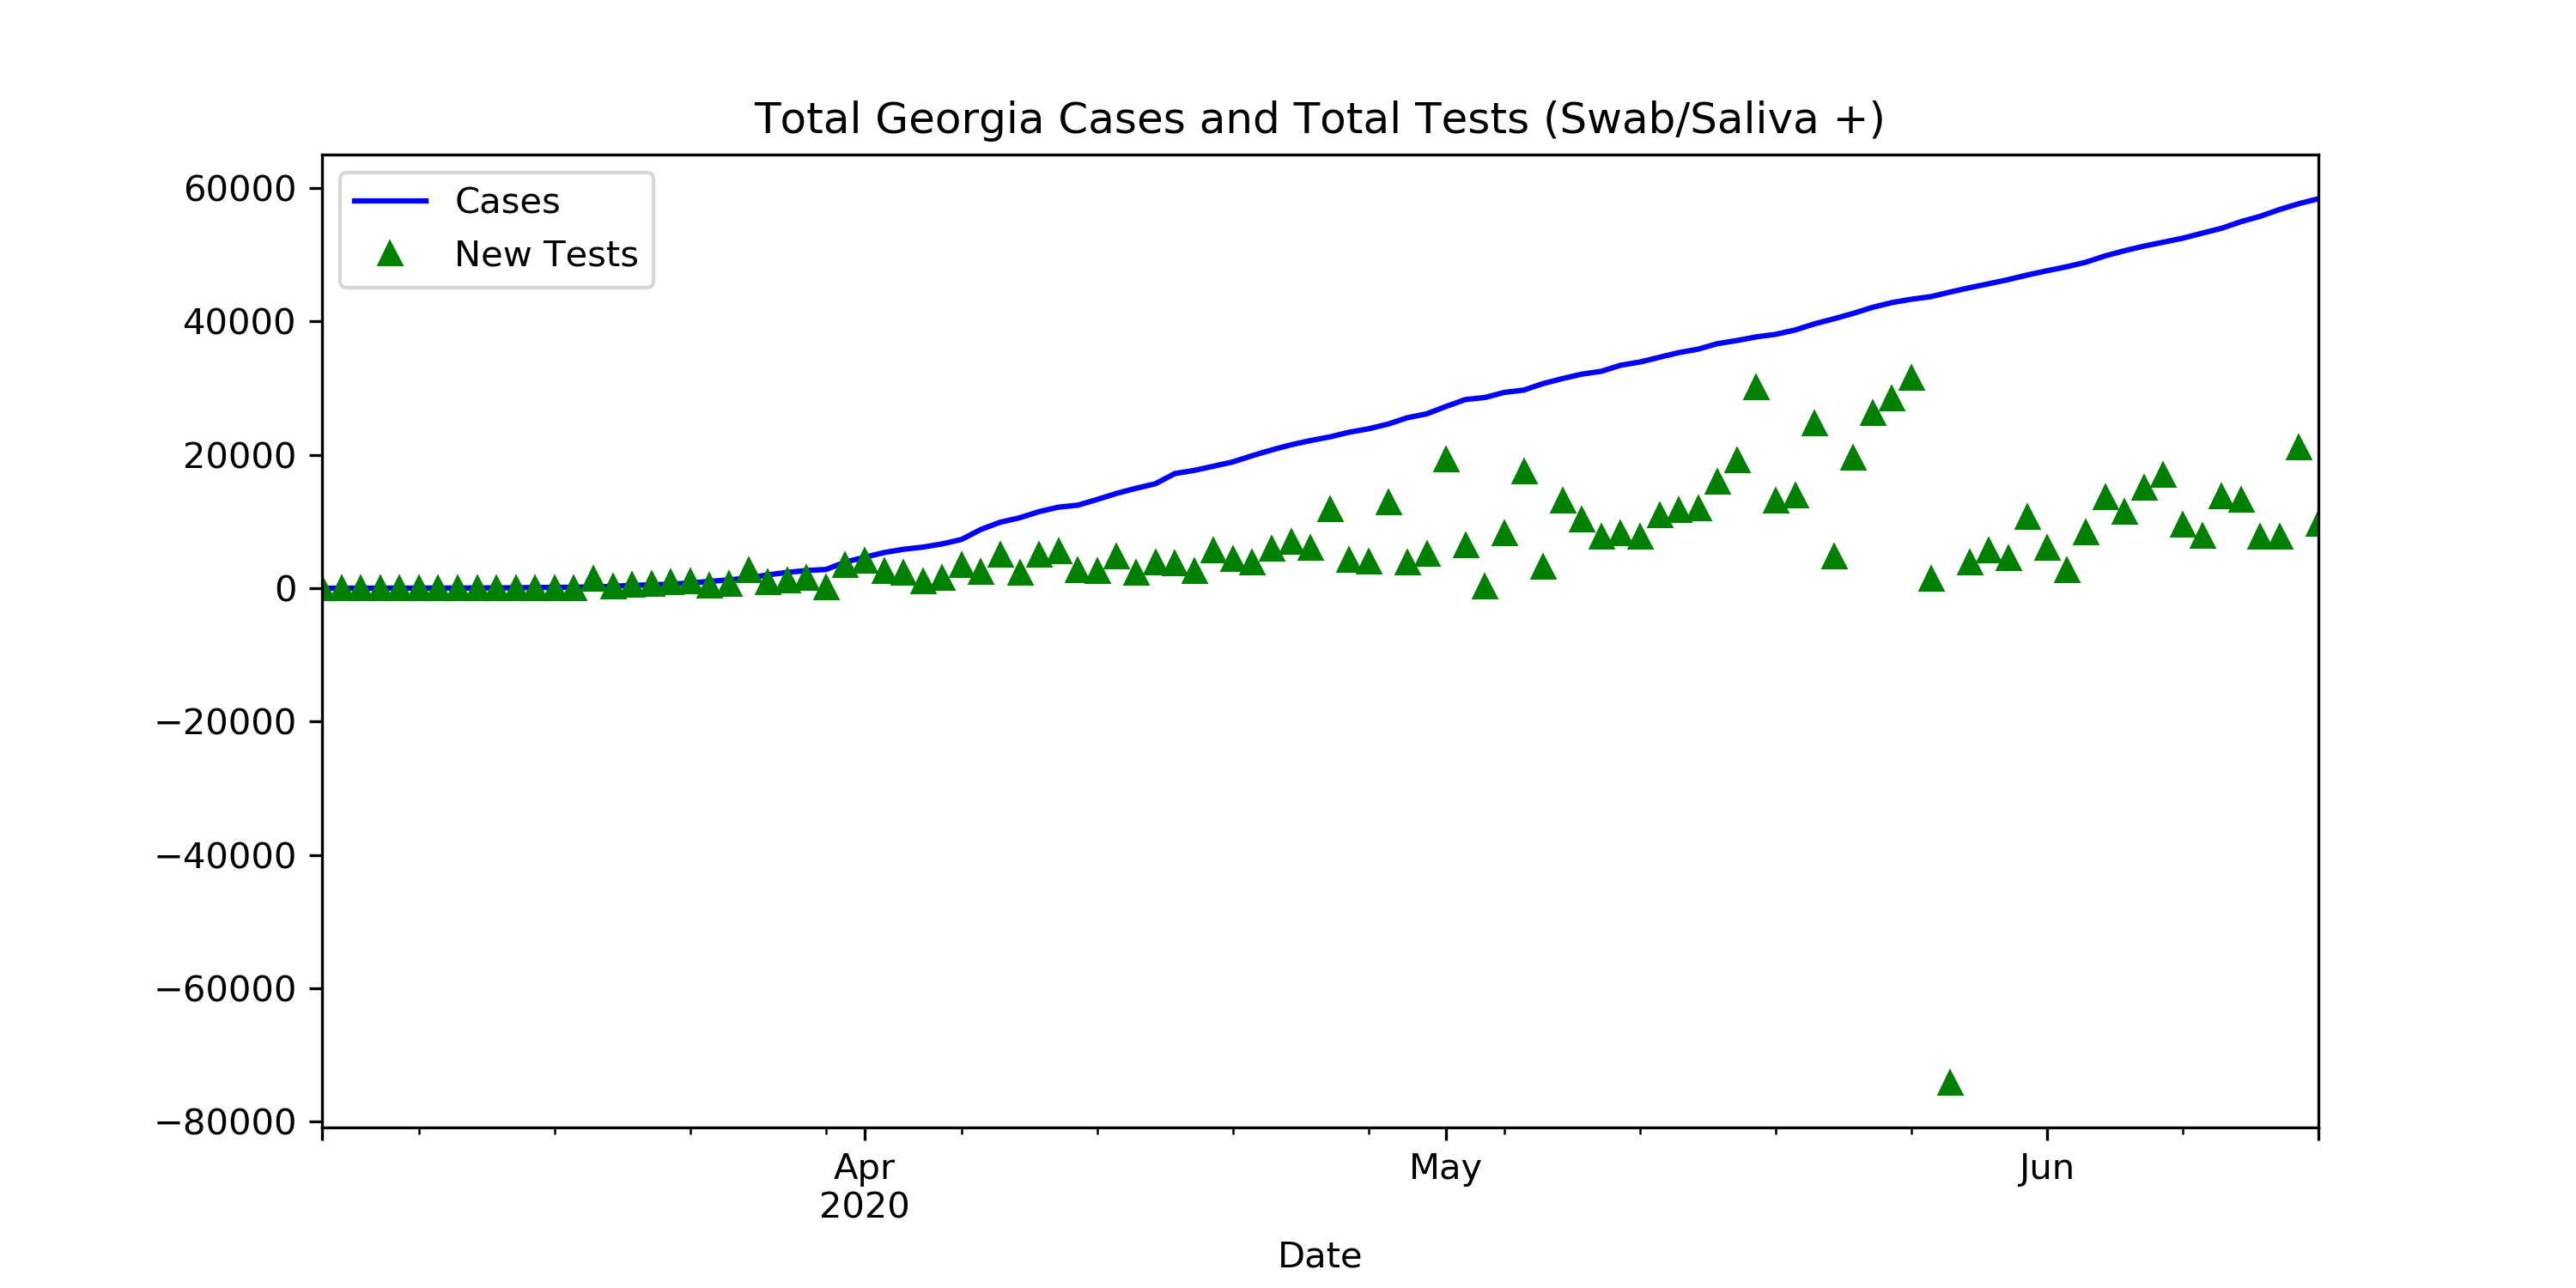 Total Georgia Cases and Total Tests (Swab/Saliva +)
Cases
New Tests
60000
40000
20000
0
−20000
−40000
−60000
−80000
Apr
2020
May
Jun
Date